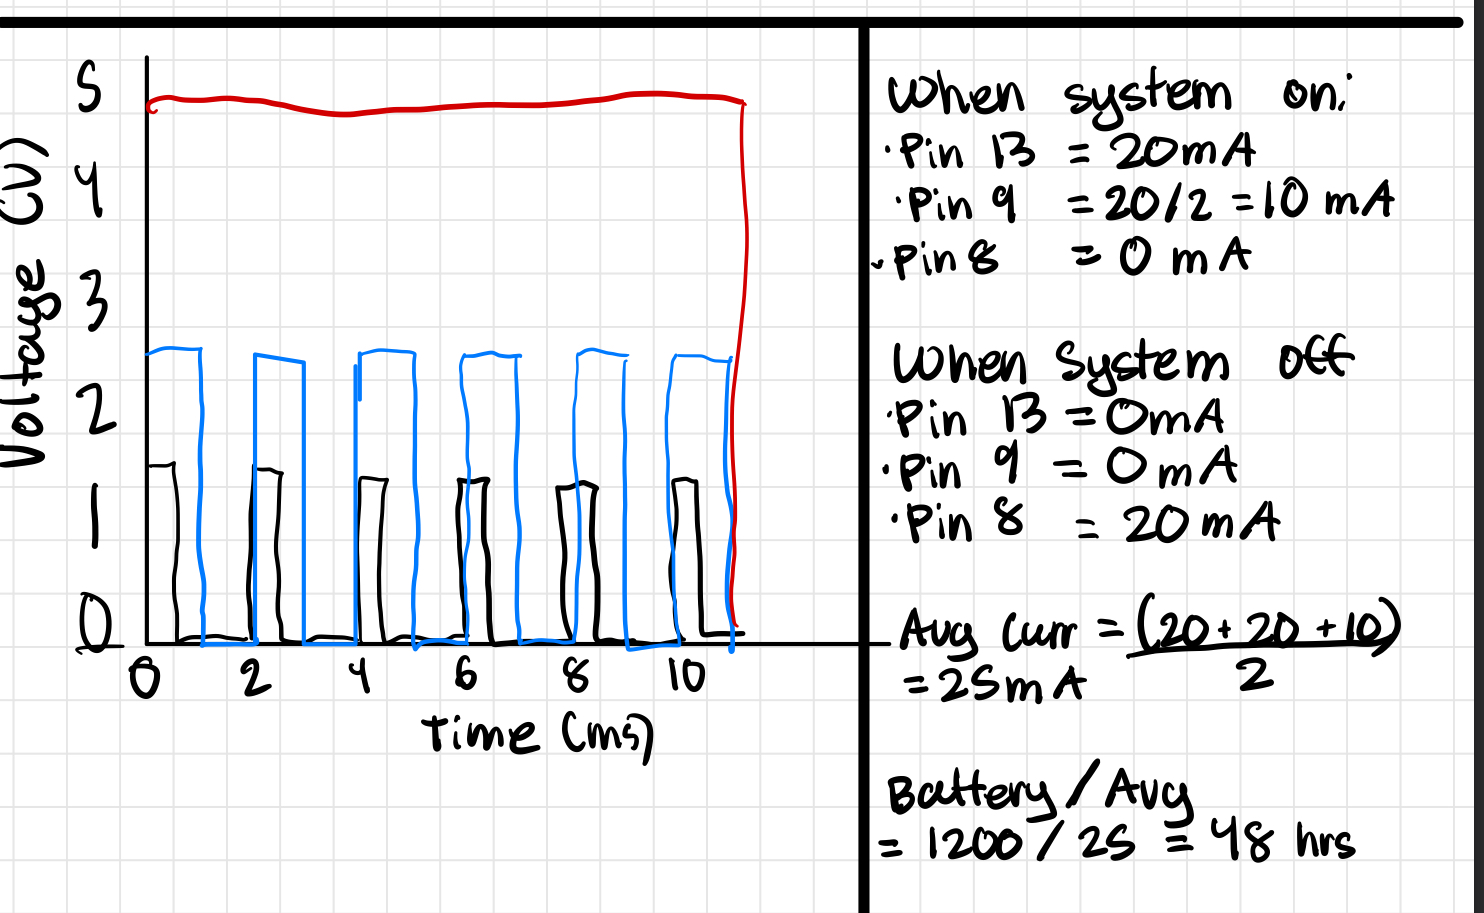 5
4
3
2
1
0
Voltage (V)
0 2 4 6 8 10
Time (ms)
When system on:
·Pin 13 = 20mA
·Pin 9 = 20/2 = 10 mA
·Pin 8 = 0 mA
When system off
·Pin 13 = 0mA
·Pin 9 = 0mA
·Pin 8 = 20mA
Avg Curr = (20+20+10)
2
= 25mA
Battery/Avg
= 1200/25 = 48 hrs